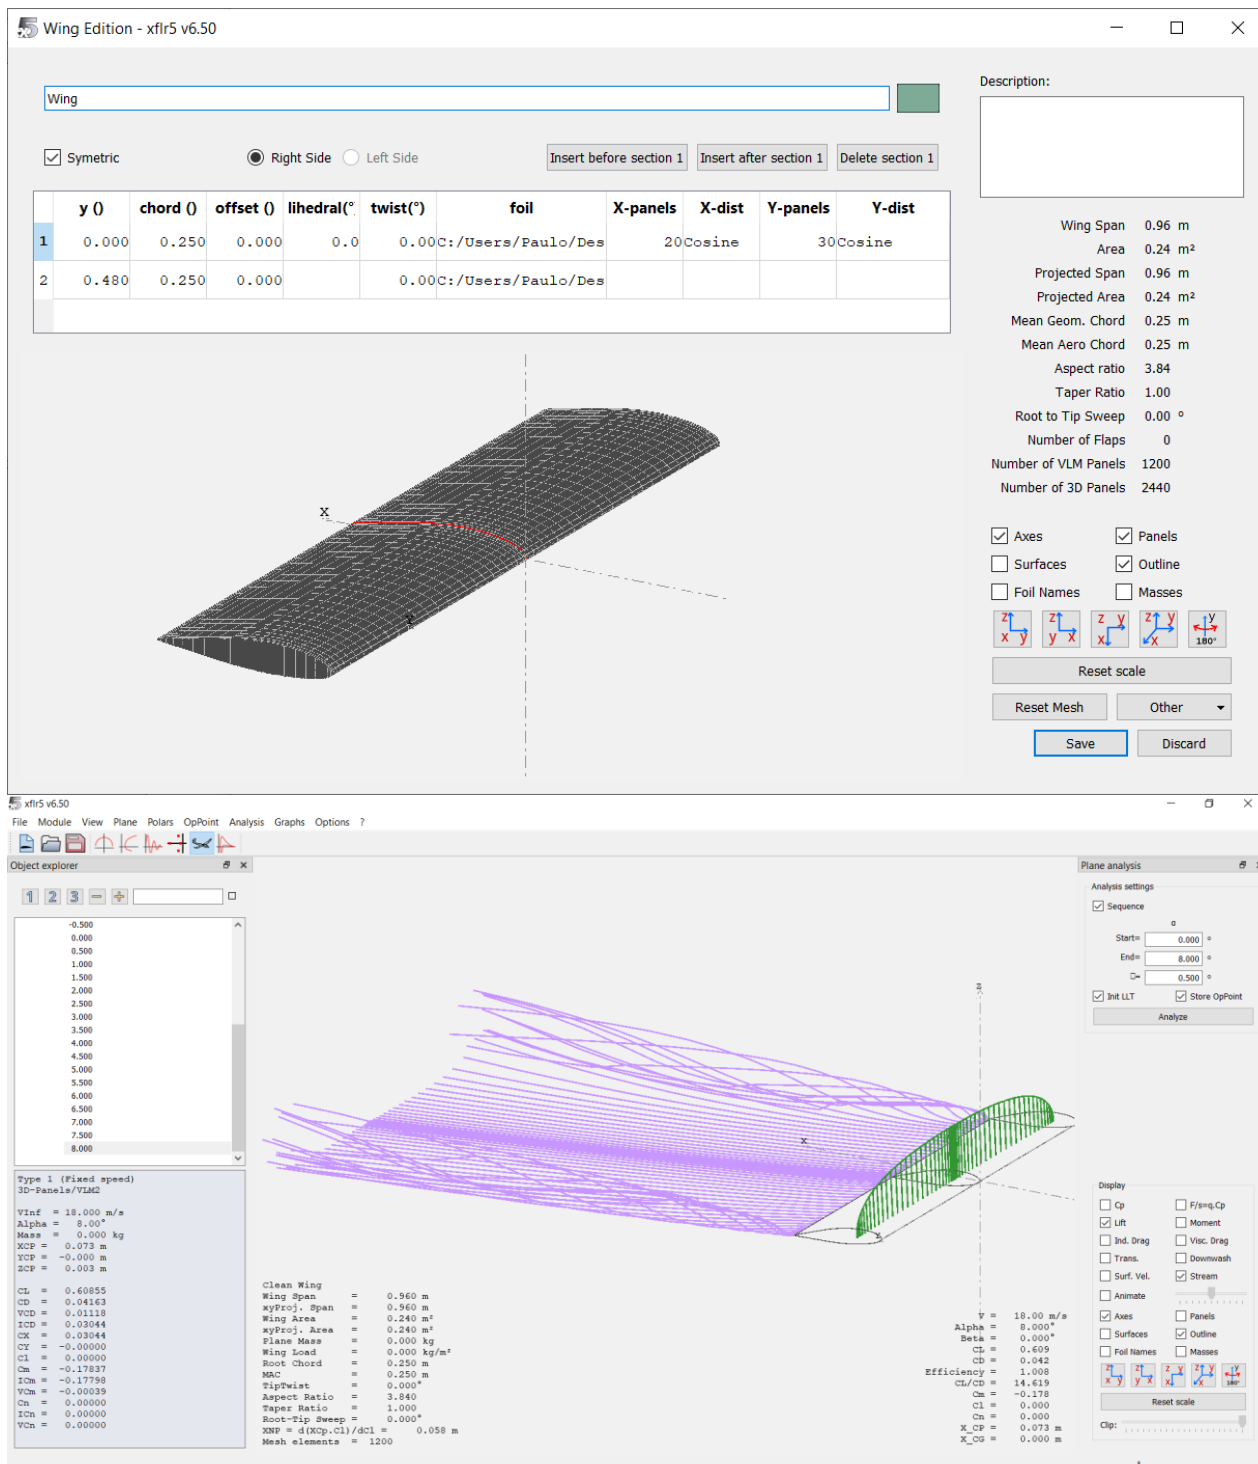 Wing Edition - xflr5 v6.50
Wing
Description:
Symetric
Right Side
Left Side
Insert before section 1
Insert after section 1
Delete section 1
y () chord () offset () lihedral(° twist(°) foil X-panels X-dist Y-panels Y-dist
1 0.000 0.250 0.000 0.0 0.00 C:/Users/Paulo/Des 20 Cosine 30 Cosine
2 0.480 0.250 0.000 0.00 C:/Users/Paulo/Des
Wing Span 0.96 m
Area 0.24 m²
Projected Span 0.96 m
Projected Area 0.24 m²
Mean Geom. Chord 0.25 m
Mean Aero Chord 0.25 m
Aspect ratio 3.84
Taper Ratio 1.00
Root to Tip Sweep 0.00 °
Number of Flaps 0
Number of VLM Panels 1200
Number of 3D Panels 2440
X
Y
Axes Panels
Surfaces Outline
Foil Names Masses
z x y
z y x
z y x
z y x
y 180°
Reset scale
Reset Mesh Other
Save Discard
xflr5 v6.50
File Module View Plane Polars OpPoint Analysis Graphs Options ?
Object explorer
1 2 3 − +
-0.500
0.000
0.500
1.000
1.500
2.000
2.500
3.000
3.500
4.000
4.500
5.000
5.500
6.000
6.500
7.000
7.500
8.000
Type 1 (Fixed speed)
3D-Panels/VLM2
VInf = 18.000 m/s
Alpha = 8.00°
Mass = 0.000 kg
XCP = 0.073 m
YCP = -0.000 m
ZCP = 0.003 m
CL = 0.60855
CD = 0.04163
VCD = 0.01118
ICD = 0.03044
CX = 0.03044
CY = -0.00000
Cl = 0.00000
Cm = -0.17837
ICm = -0.17798
VCm = -0.00039
Cn = 0.00000
ICn = 0.00000
VCn = 0.00000
z
X
Clean Wing
Wing Span = 0.960 m
xyProj. Span = 0.960 m
Wing Area = 0.240 m²
xyProj. Area = 0.240 m²
Plane Mass = 0.000 kg
Wing Load = 0.000 kg/m²
Root Chord = 0.250 m
MAC = 0.250 m
TipTwist = 0.000°
Aspect Ratio = 3.840
Taper Ratio = 1.000
Root-Tip Sweep = 0.000°
XNP = d(XCp.Cl)/dCl = 0.058 m
Mesh elements = 1200
V = 18.00 m/s
Alpha = 8.000°
Beta = 0.000°
CL = 0.609
CD = 0.042
Efficiency = 1.008
CL/CD = 14.619
Cm = -0.178
Cl = 0.000
Cn = 0.000
X_CP = 0.073 m
X_CG = 0.000 m
Plane analysis
Analysis settings
Sequence
α
Start= 0.000 °
End= 8.000 °
□= 0.500 °
Init LLT Store OpPoint
Analyze
Display
Cp F/s=q.Cp
Lift Moment
Ind. Drag Visc. Drag
Trans. Downwash
Surf. Vel. Stream
Animate
Axes Panels
Surfaces Outline
Foil Names Masses
z x y
z y x
z y x
z y x
y 180°
Reset scale
Clip: